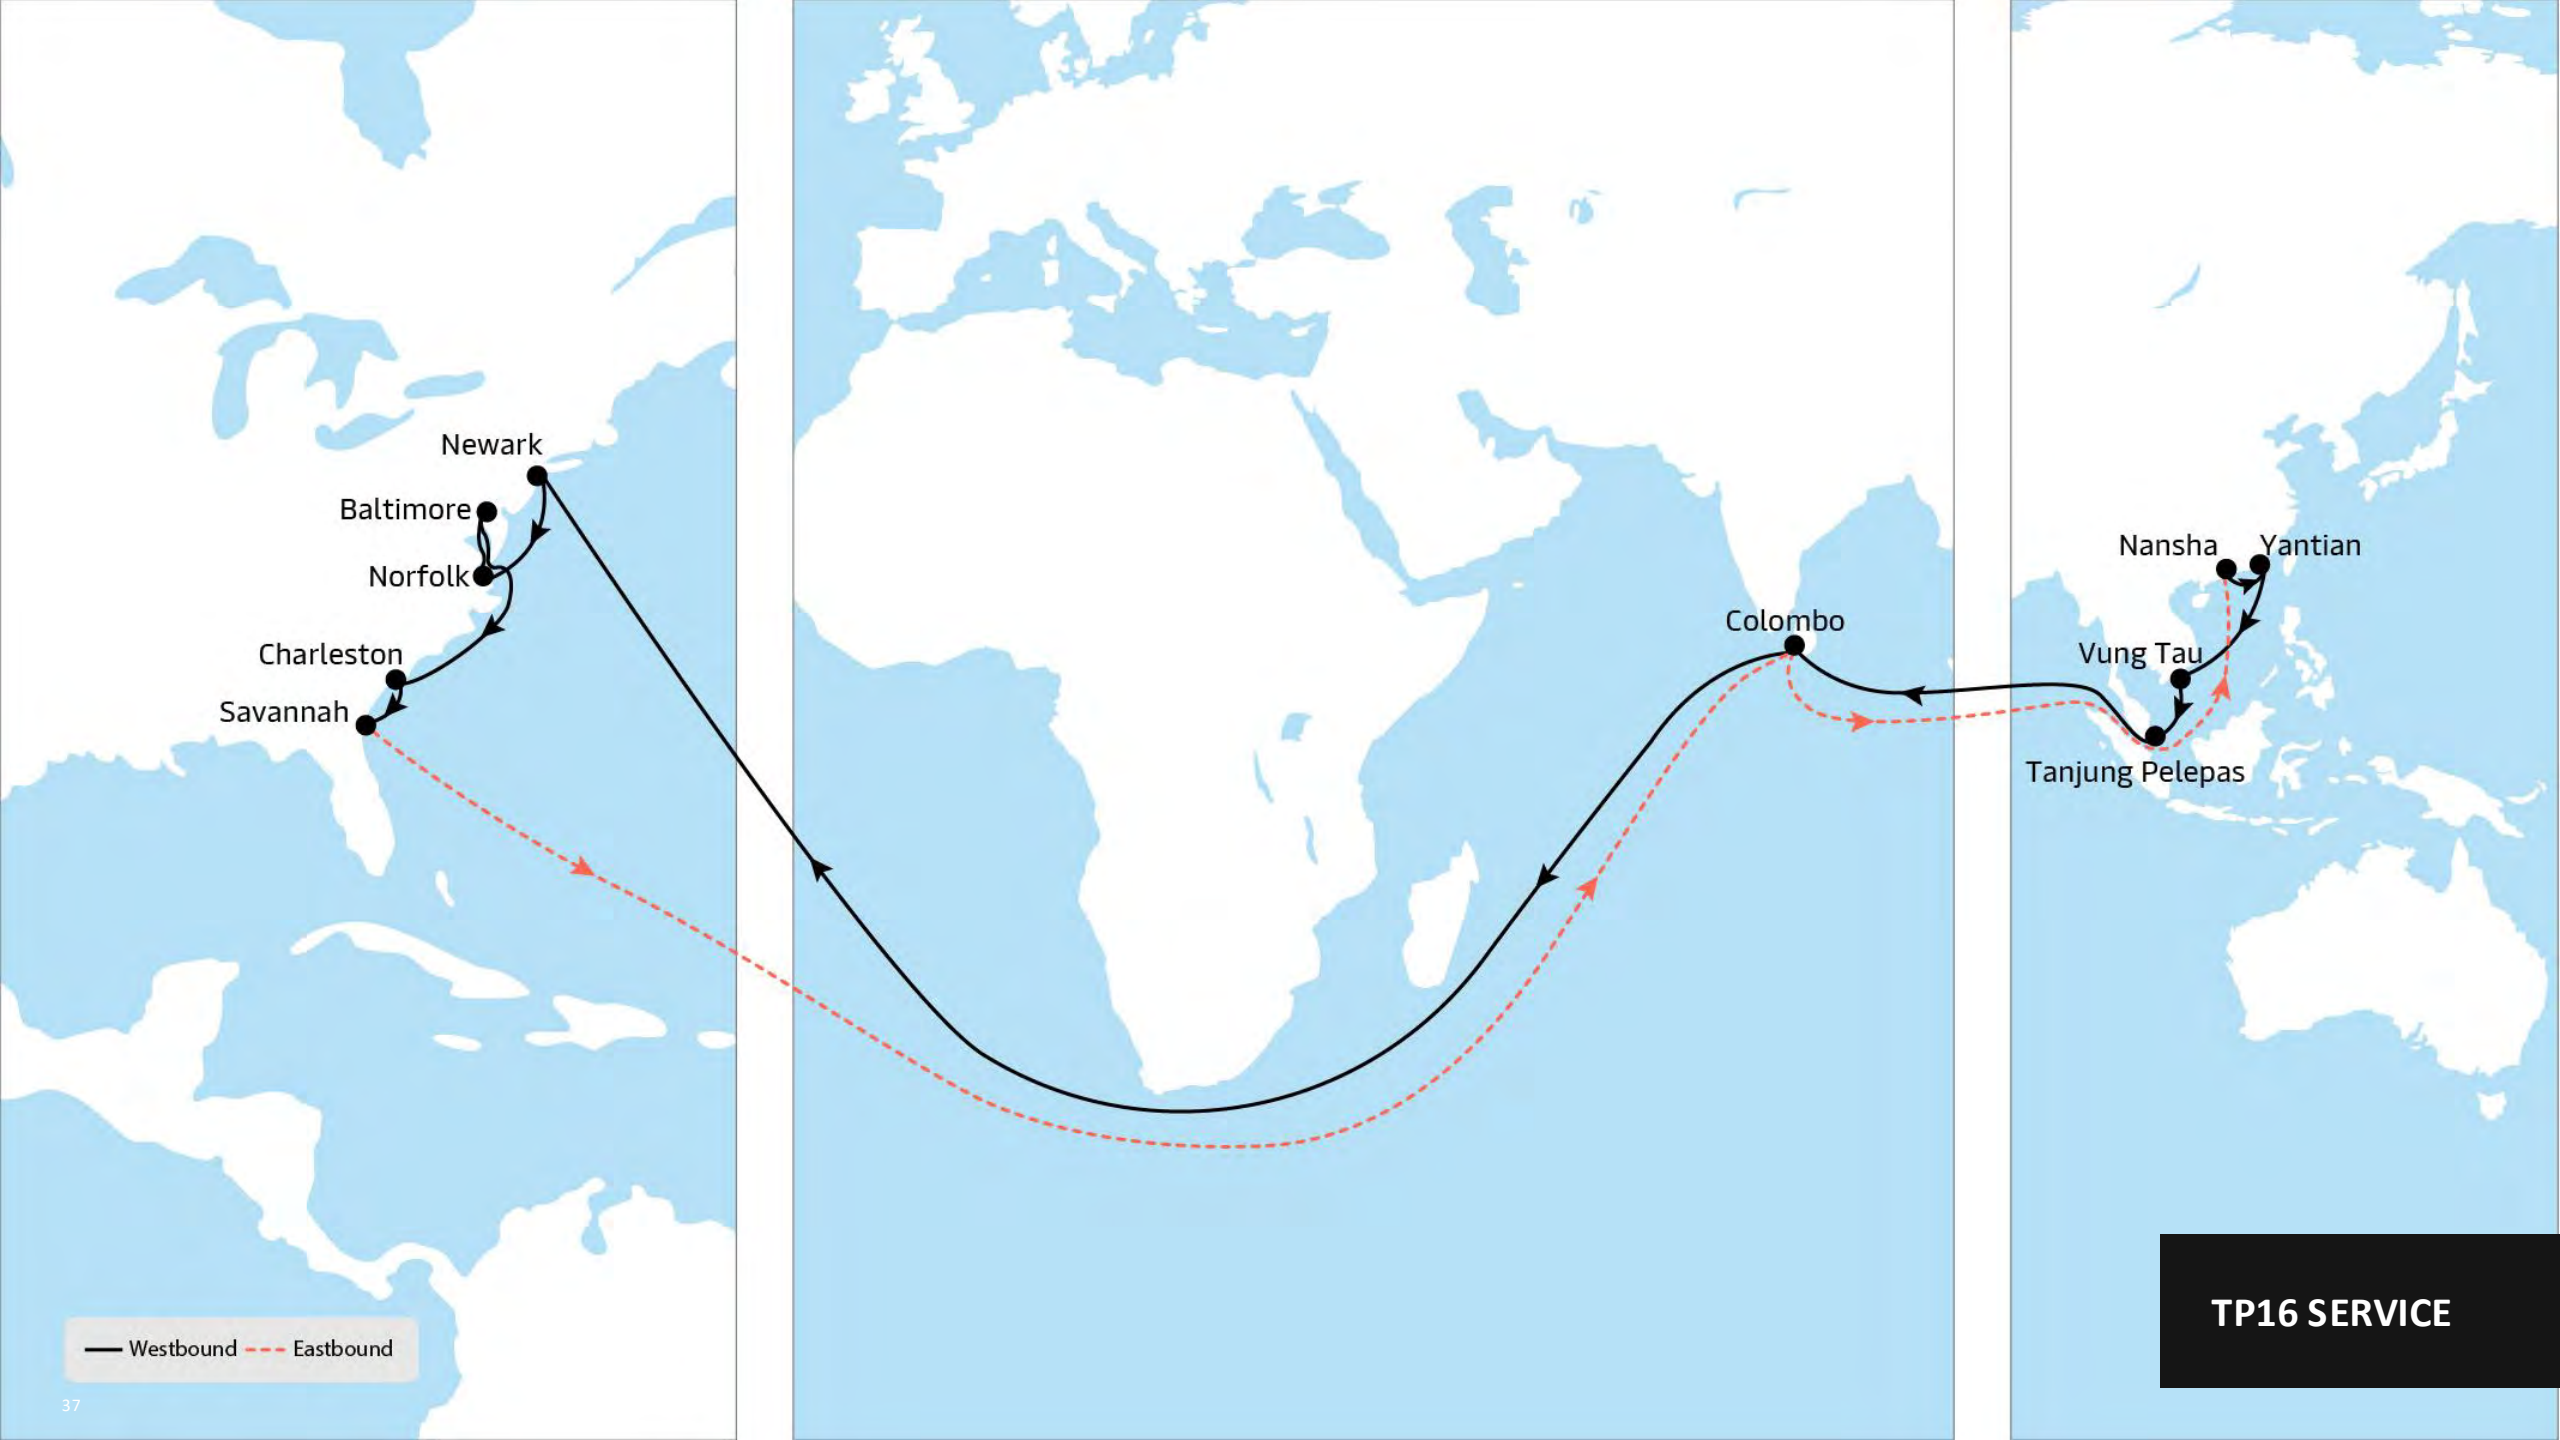 Newark
Baltimore
Norfolk
Charleston
Savannah
Colombo
Nansha
Yantian
Vung Tau
Tanjung Pelepas
Westbound
Eastbound
TP16 SERVICE
37